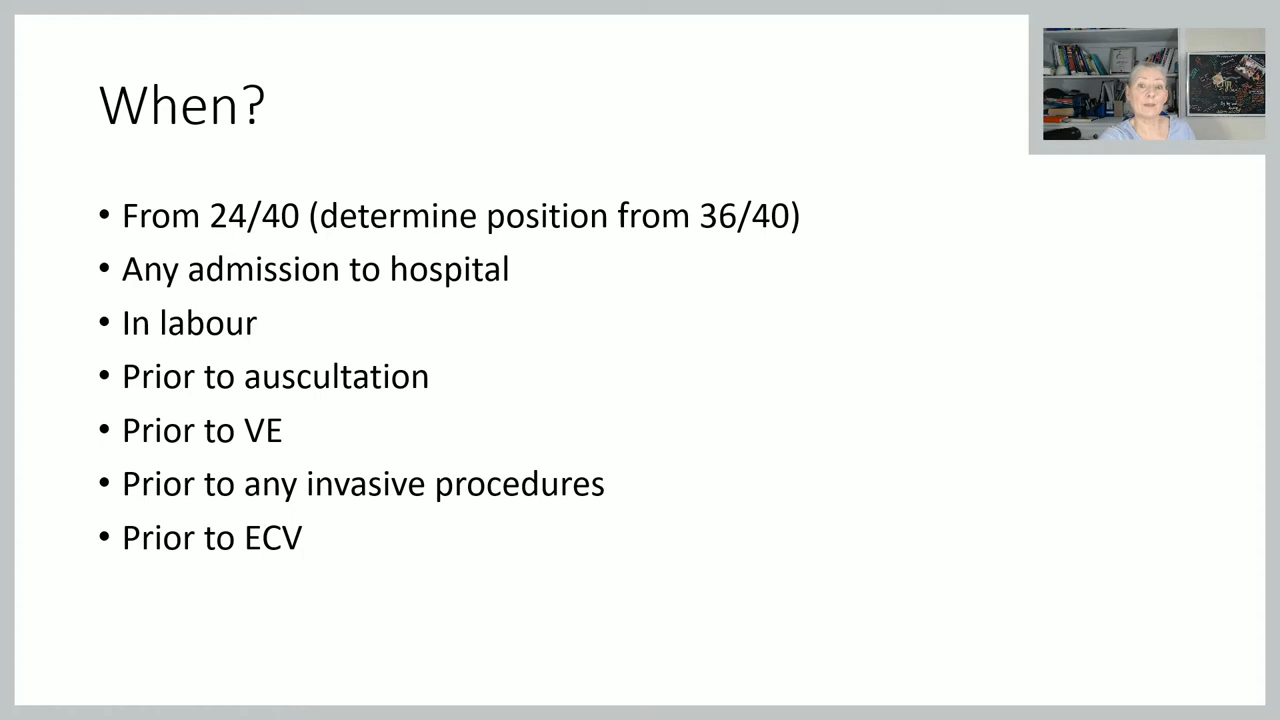 When?
• From 24/40 (determine position from 36/40)
• Any admission to hospital
• In labour
• Prior to auscultation
• Prior to VE
• Prior to any invasive procedures
• Prior to ECV